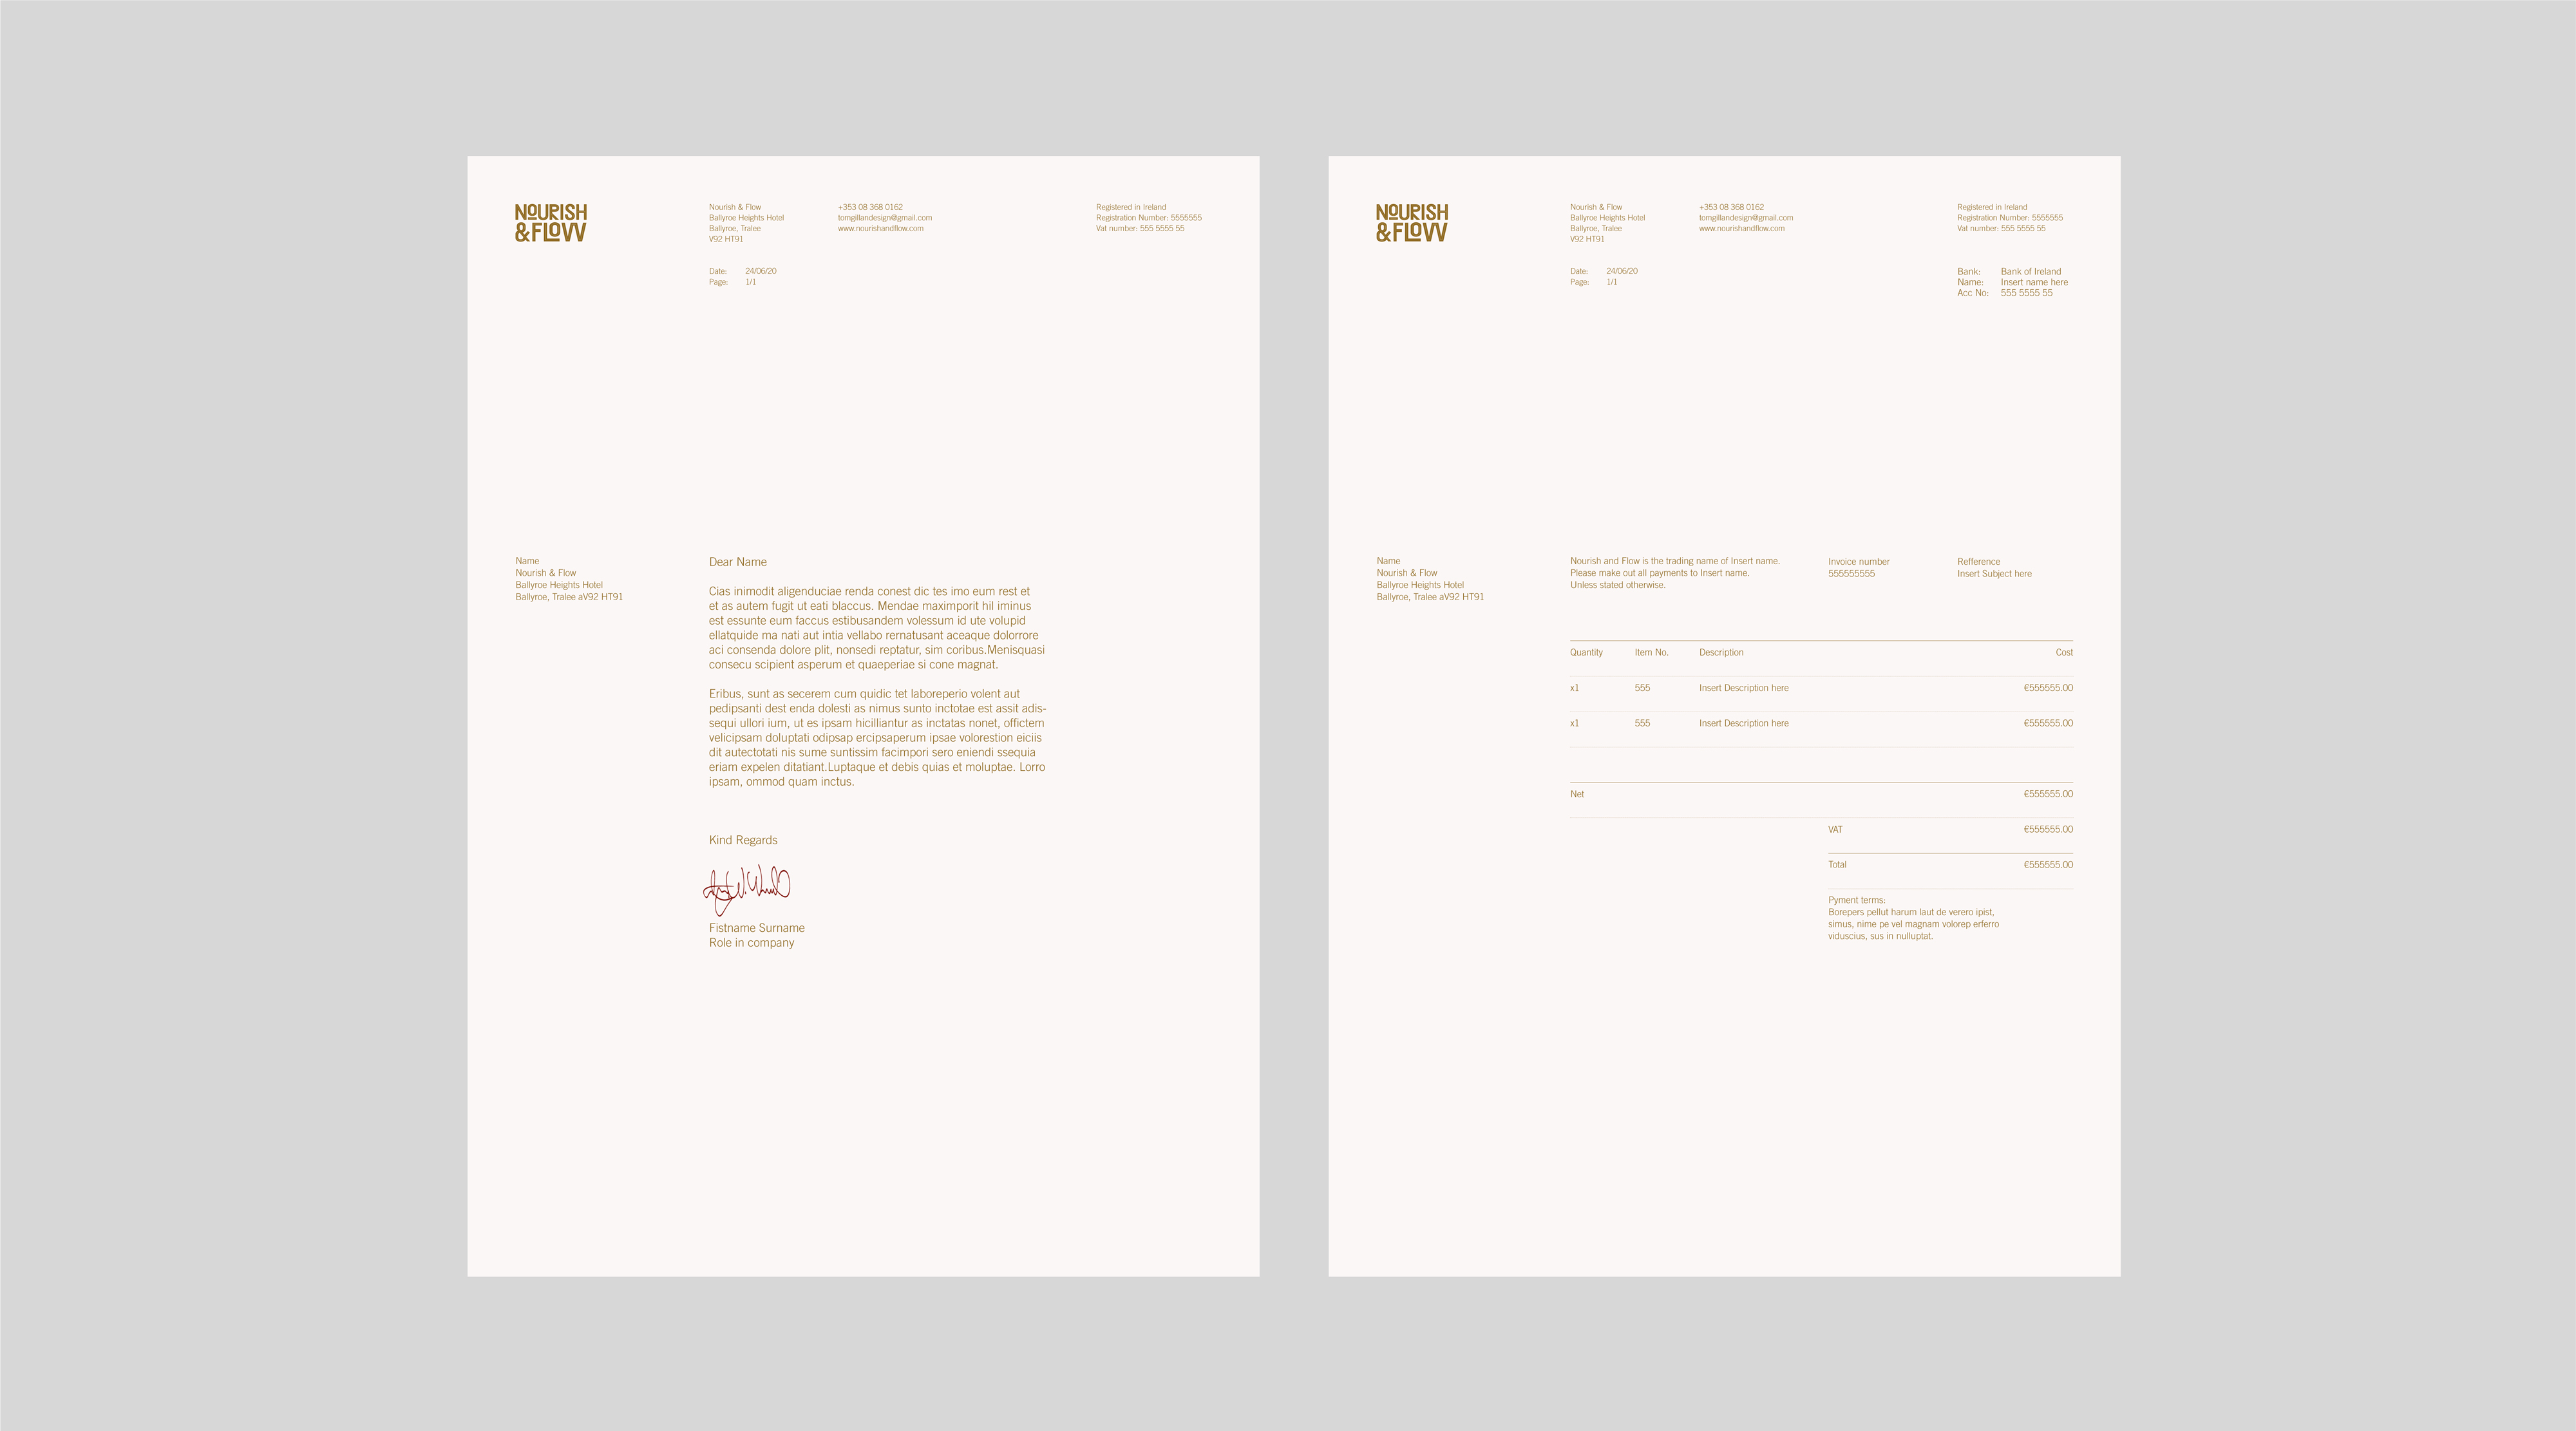 NOURISH
&FLOW
Nourish & Flow
Ballyroe Heights Hotel
Ballyroe, Tralee
V92 HT91
+353 08 368 0162
tomgillandesign@gmail.com
www.nourishandflow.com
Registered in Ireland
Registration Number: 5555555
Vat number: 555 5555 55
Date: 24/06/20
Page: 1/1
Name
Nourish & Flow
Ballyroe Heights Hotel
Ballyroe, Tralee aV92 HT91
Dear Name
Cias inimodit aligenduciae renda conest dic tes imo eum rest et
et as autem fugit ut eati blaccus. Mendae maximporit hil iminus
est essunte eum faccus estibusandem volessum id ute volupid
ellatquide ma nati aut intia vellabo rernatusant aceaque dolorrore
aci consenda dolore plit, nonsedi reptatur, sim coribus.Menisquasi
consecu scipient asperum et quaeperiae si cone magnat.
Eribus, sunt as secerem cum quidic tet laboreperio volent aut
pedipsanti dest enda dolesti as nimus sunto inctotae est assit adis-
sequi ullori ium, ut es ipsam hicilliantur as inctatas nonet, offictem
velicipsam doluptati odipsap ercipsaperum ipsae volorestion eiciis
dit autectotati nis sume suntissim facimpori sero eniendi ssequia
eriam expelen ditatiant.Luptaque et debis quias et moluptae. Lorro
ipsam, ommod quam inctus.
Kind Regards
Fistname Surname
Role in company
NOURISH
&FLOW
Nourish & Flow
Ballyroe Heights Hotel
Ballyroe, Tralee
V92 HT91
+353 08 368 0162
tomgillandesign@gmail.com
www.nourishandflow.com
Registered in Ireland
Registration Number: 5555555
Vat number: 555 5555 55
Date: 24/06/20
Page: 1/1
Bank: Bank of Ireland
Name: Insert name here
Acc No: 555 5555 55
Name
Nourish & Flow
Ballyroe Heights Hotel
Ballyroe, Tralee aV92 HT91
Nourish and Flow is the trading name of Insert name.
Please make out all payments to Insert name.
Unless stated otherwise.
Invoice number
555555555
Refference
Insert Subject here
Quantity Item No. Description Cost
x1 555 Insert Description here €555555.00
x1 555 Insert Description here €555555.00
Net €555555.00
VAT €555555.00
Total €555555.00
Pyment terms:
Borepers pellut harum laut de verero ipist,
simus, nime pe vel magnam volorep erferro
viduscius, sus in nulluptat.